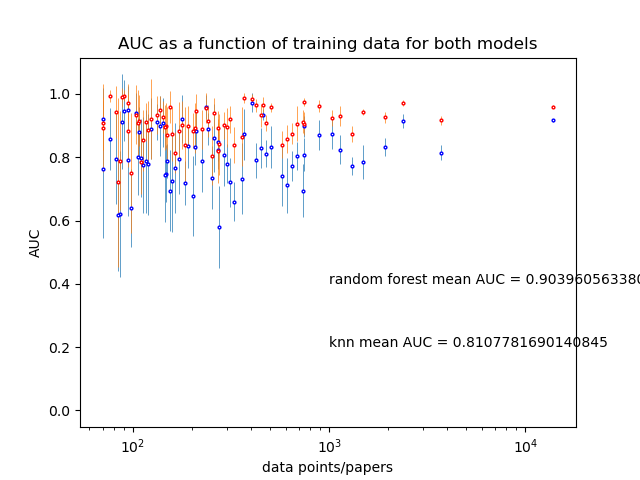 AUC as a function of training data for both models
1.0
0.8
0.6
0.4
0.2
0.0
AUC
random forest mean AUC = 0.903960563380
knn mean AUC = 0.8107781690140845
10²
10³
10⁴
data points/papers